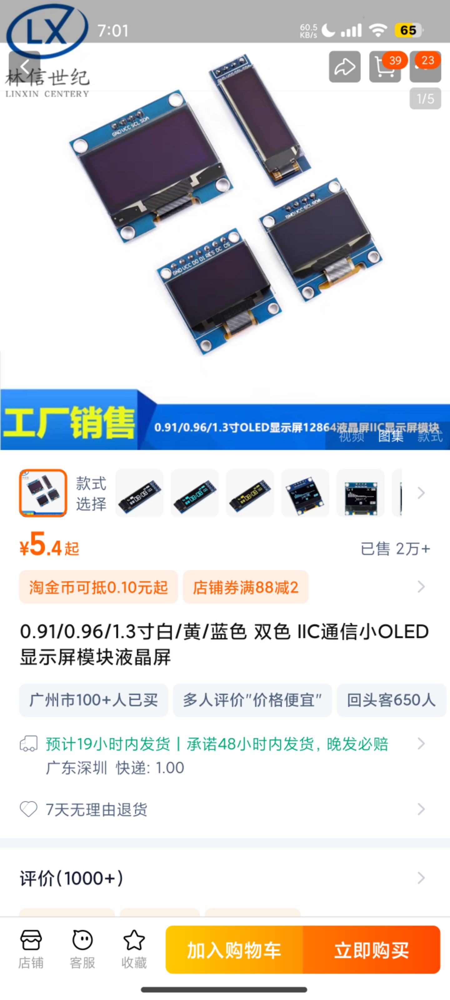 LX
7:01
60.5
KB/s
65
林信世纪
LINXIN CENTERY
39
23
1/5
GND VCC SCL SDA
GND VCC SCL SDA
GND VCC SCL SDA
GND VCC D0 D1 RES DC CS
工厂销售
0.91/0.96/1.3寸OLED显示屏12864液晶屏IIC显示屏模块
视频 图集 款式
款式
选择
¥5.4起
已售 2万+
淘金币可抵0.10元起
店铺券满88减2
0.91/0.96/1.3寸白/黄/蓝色 双色 IIC通信小OLED
显示屏模块液晶屏
广州市100+人已买
多人评价"价格便宜"
回头客650人
预计19小时内发货 | 承诺48小时内发货, 晚发必赔
广东深圳 快递: 1.00
7天无理由退货
评价(1000+)
店铺
客服
收藏
加入购物车
立即购买